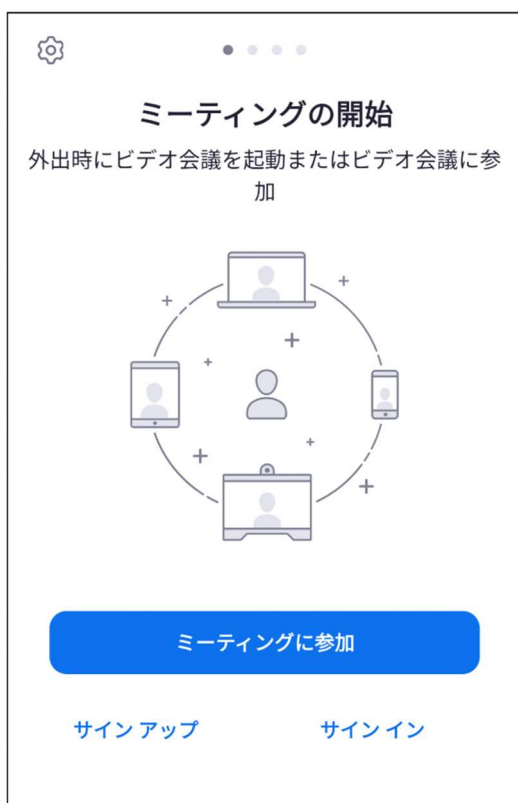 ミーティングの開始
外出時にビデオ会議を起動またはビデオ会議に参
加
ミーティングに参加
サイン アップ
サイン イン